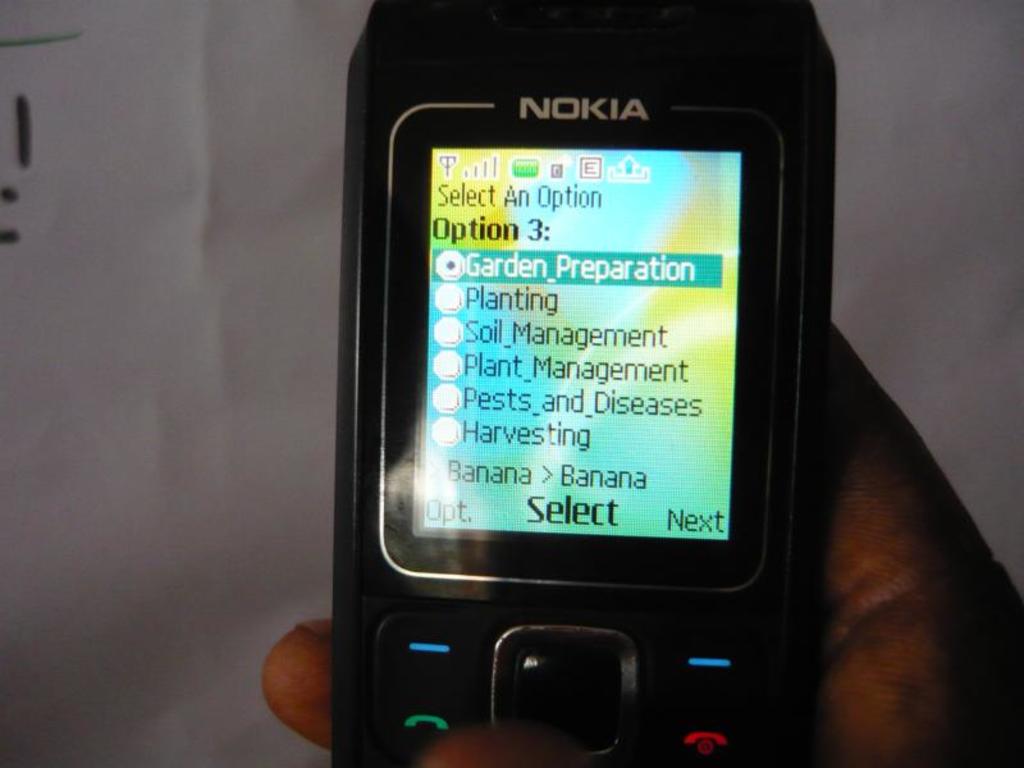 NOKIA
E
Select An Option
Option 3:
Garden_Preparation
Planting
Soil_Management
Plant_Management
Pests_and_Diseases
Harvesting
> Banana > Banana
Opt. Select Next